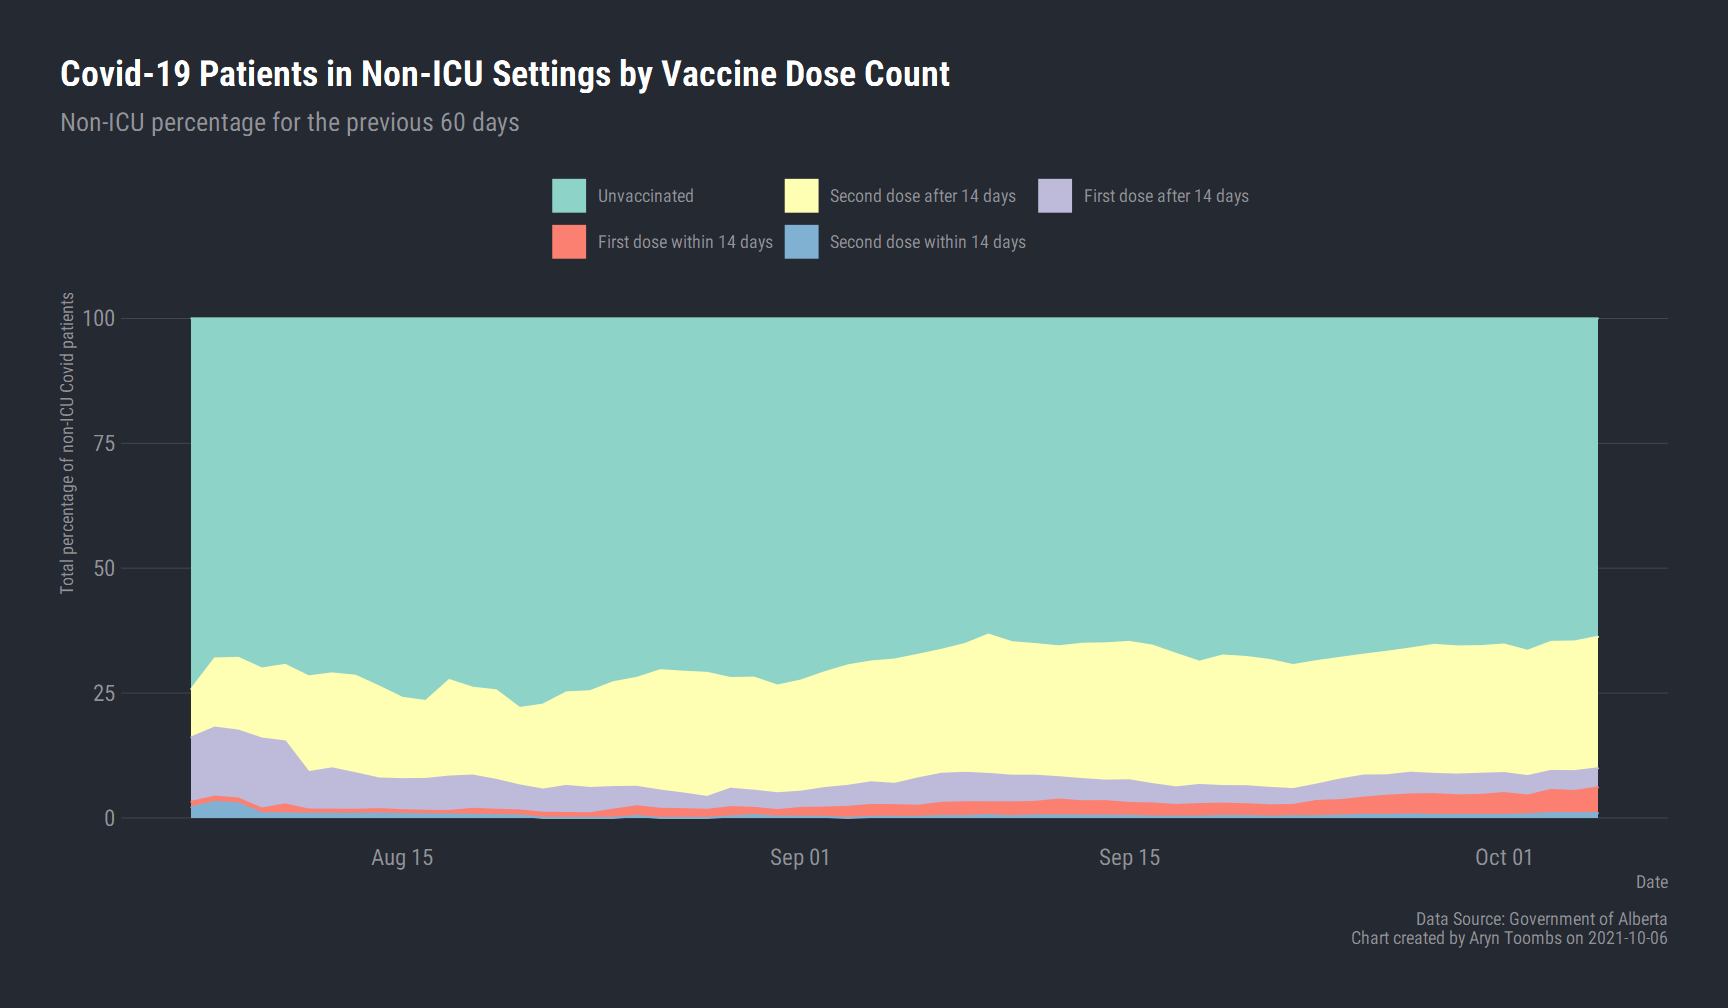 Covid-19 Patients in Non-ICU Settings by Vaccine Dose Count
Non-ICU percentage for the previous 60 days
Unvaccinated
Second dose after 14 days
First dose after 14 days
First dose within 14 days
Second dose within 14 days
Total percentage of non-ICU Covid patients
100
75
50
25
0
Aug 15
Sep 01
Sep 15
Oct 01
Date
Data Source: Government of Alberta
Chart created by Aryn Toombs on 2021-10-06